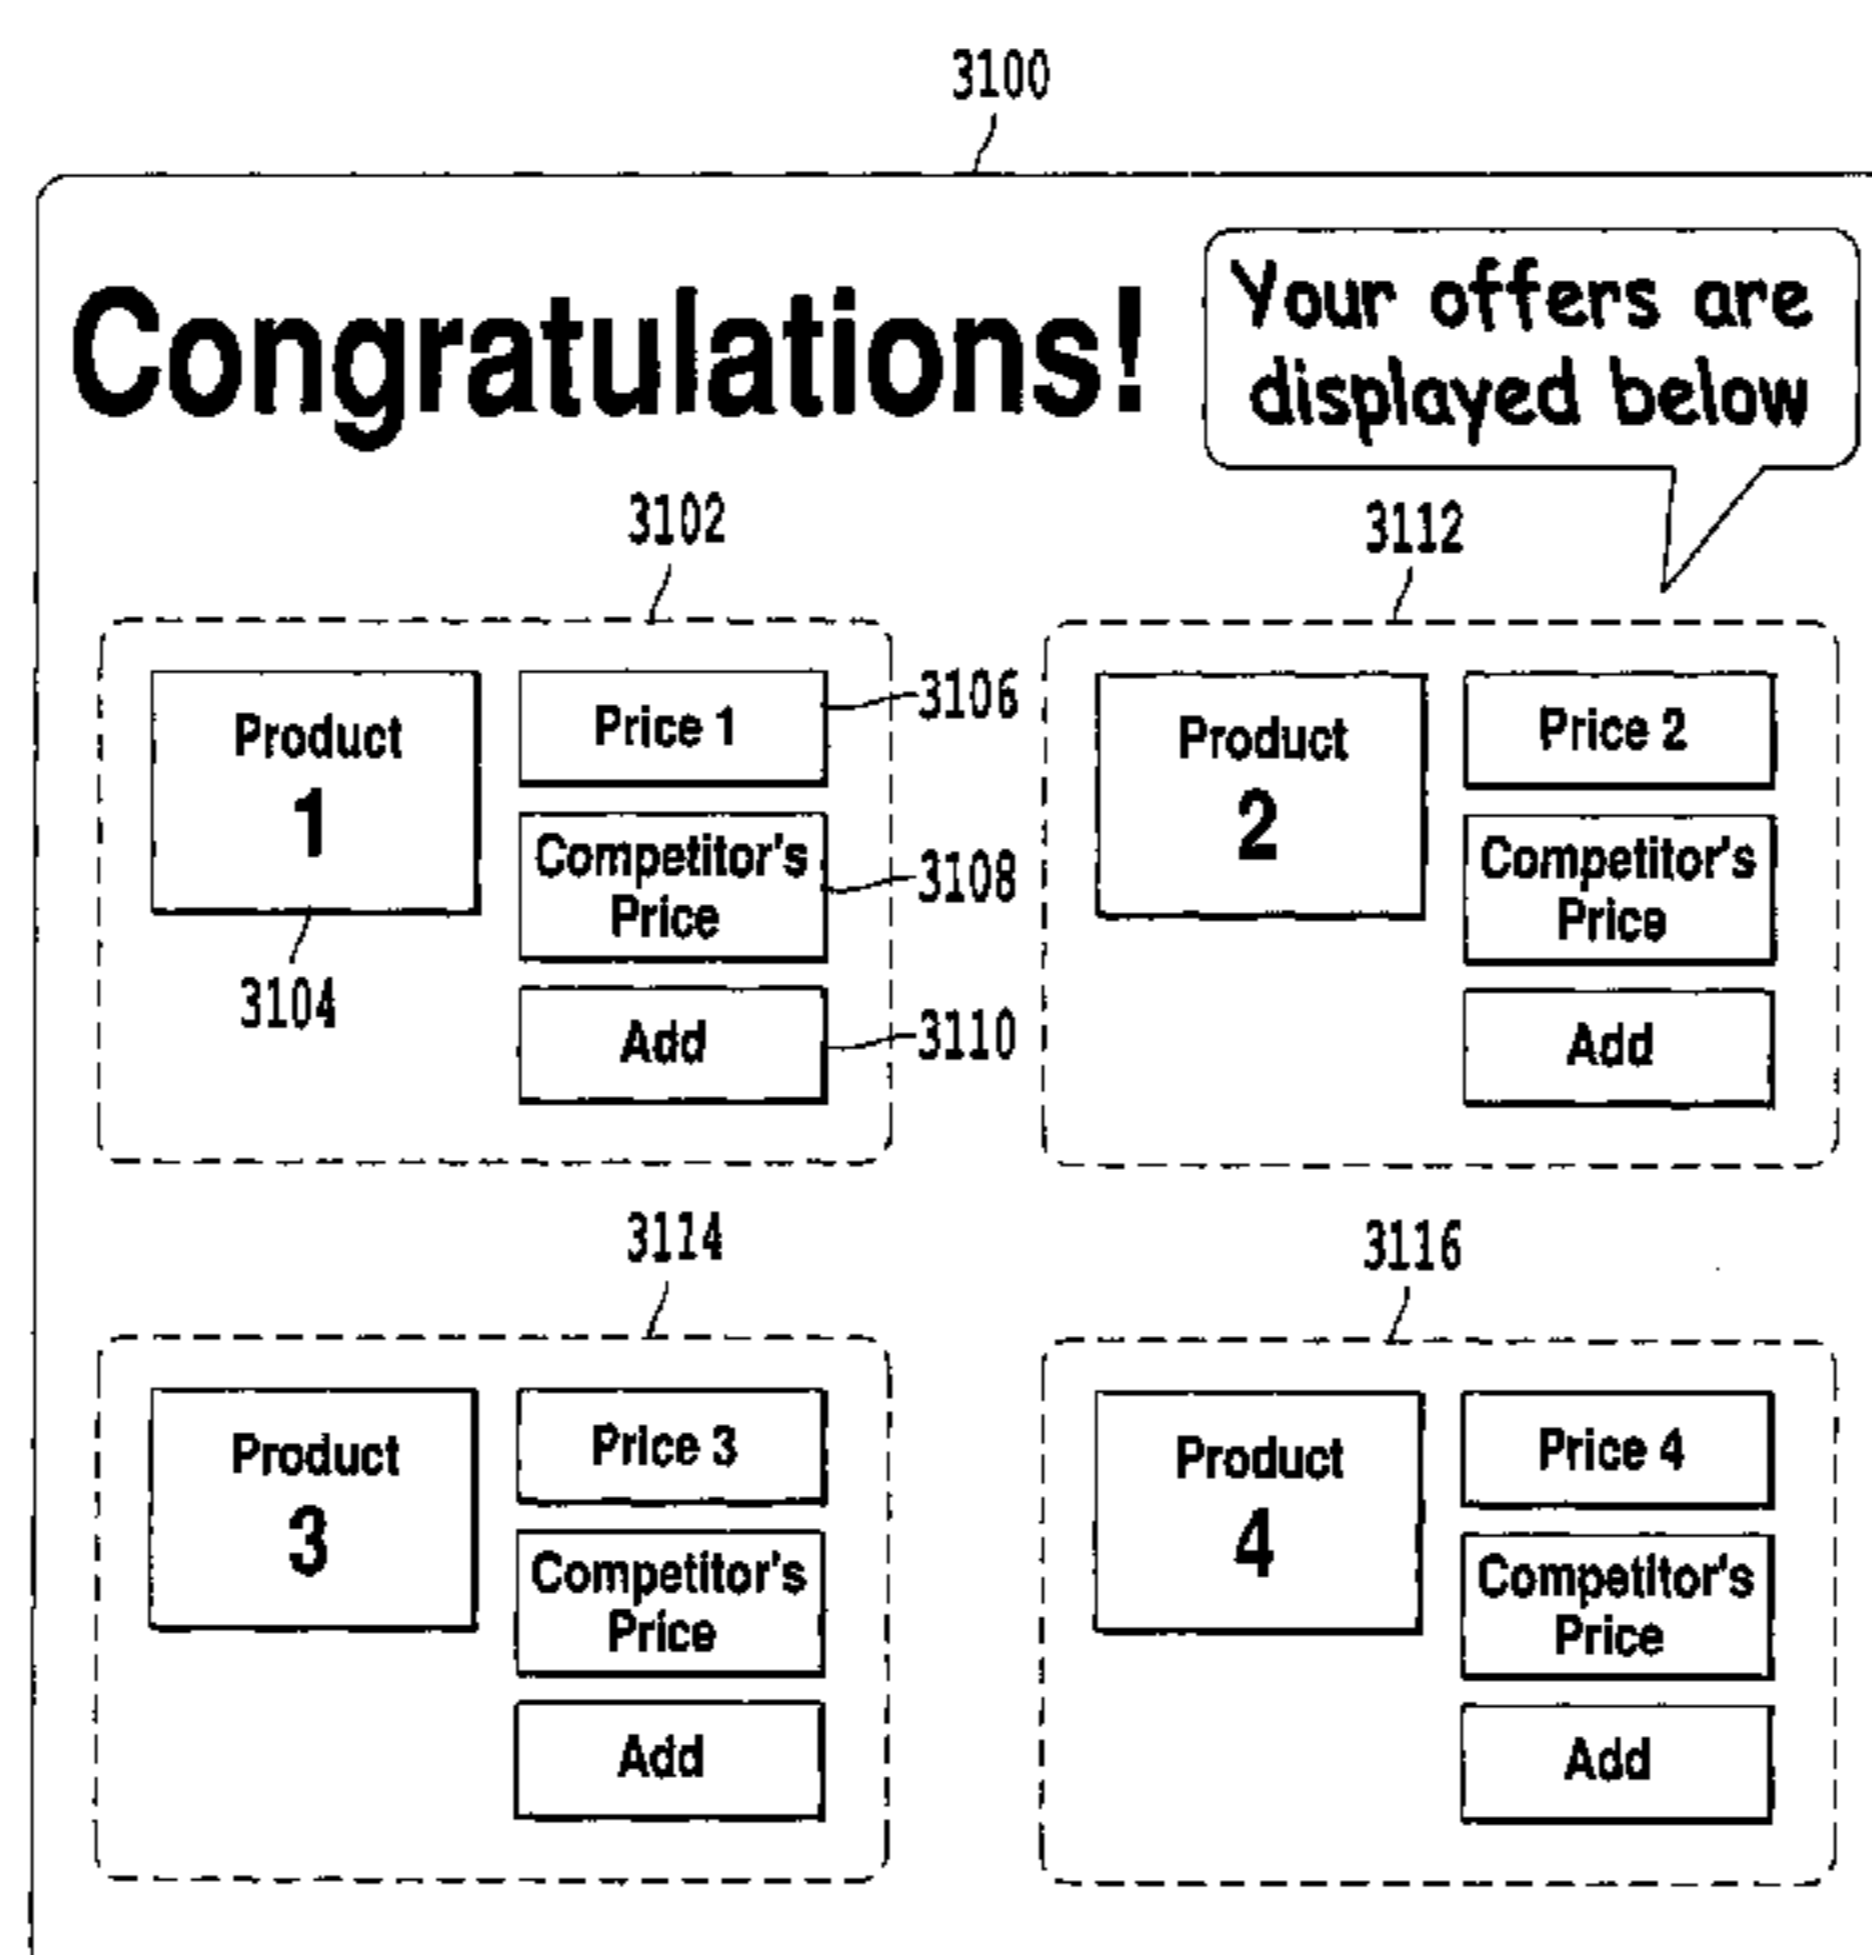 3100
Congratulations!
Your offers are
displayed below
3102
Product
1
3104
Price 1
3106
Competitor's
Price
3108
Add
3110
3112
Product
2
Price 2
Competitor's
Price
Add
3114
Product
3
Price 3
Competitor's
Price
Add
3116
Product
4
Price 4
Competitor's
Price
Add